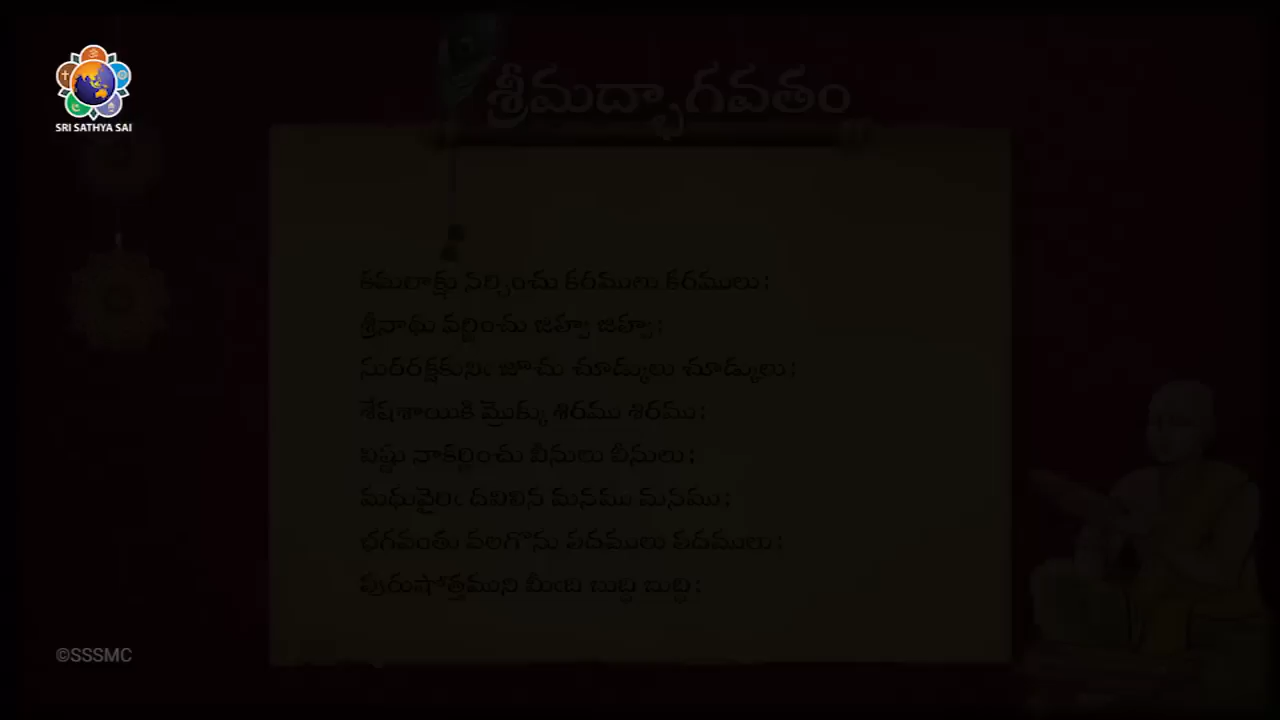 SRI SATHYA SAI
శ్రీమద్భాగవతం
కమలాక్షు నర్చించు కరములు కరములు;
శ్రీనాథు వర్ణించు జిహ్వ జిహ్వ;
సురరక్షకునిఁ జూచు చూడ్కులు చూడ్కులు;
శేషశాయికి మ్రొక్కు శిరము శిరము;
విష్ణు నాకర్ణించు వీనులు వీనులు;
మధువైరిఁ దవిలిన మనము మనము;
భగవంతు వలగొను పదములు పదములు;
పురుషోత్తముని మీఁది బుద్ధి బుద్ధి;
©SSSMC